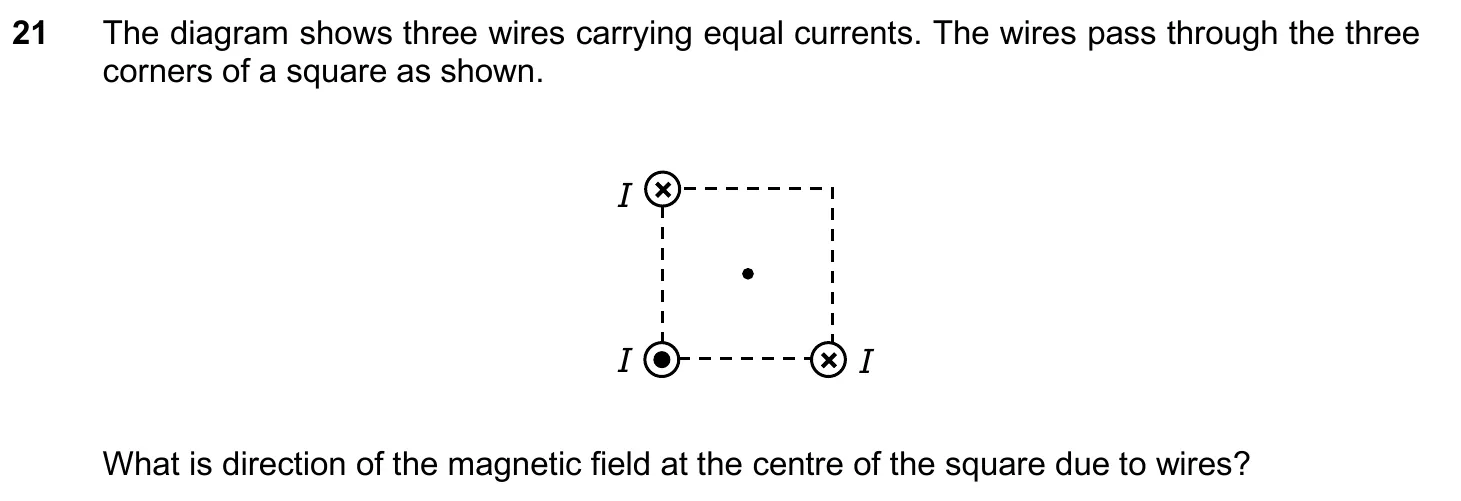 21 The diagram shows three wires carrying equal currents. The wires pass through the three
corners of a square as shown.
I
I I
What is direction of the magnetic field at the centre of the square due to wires?